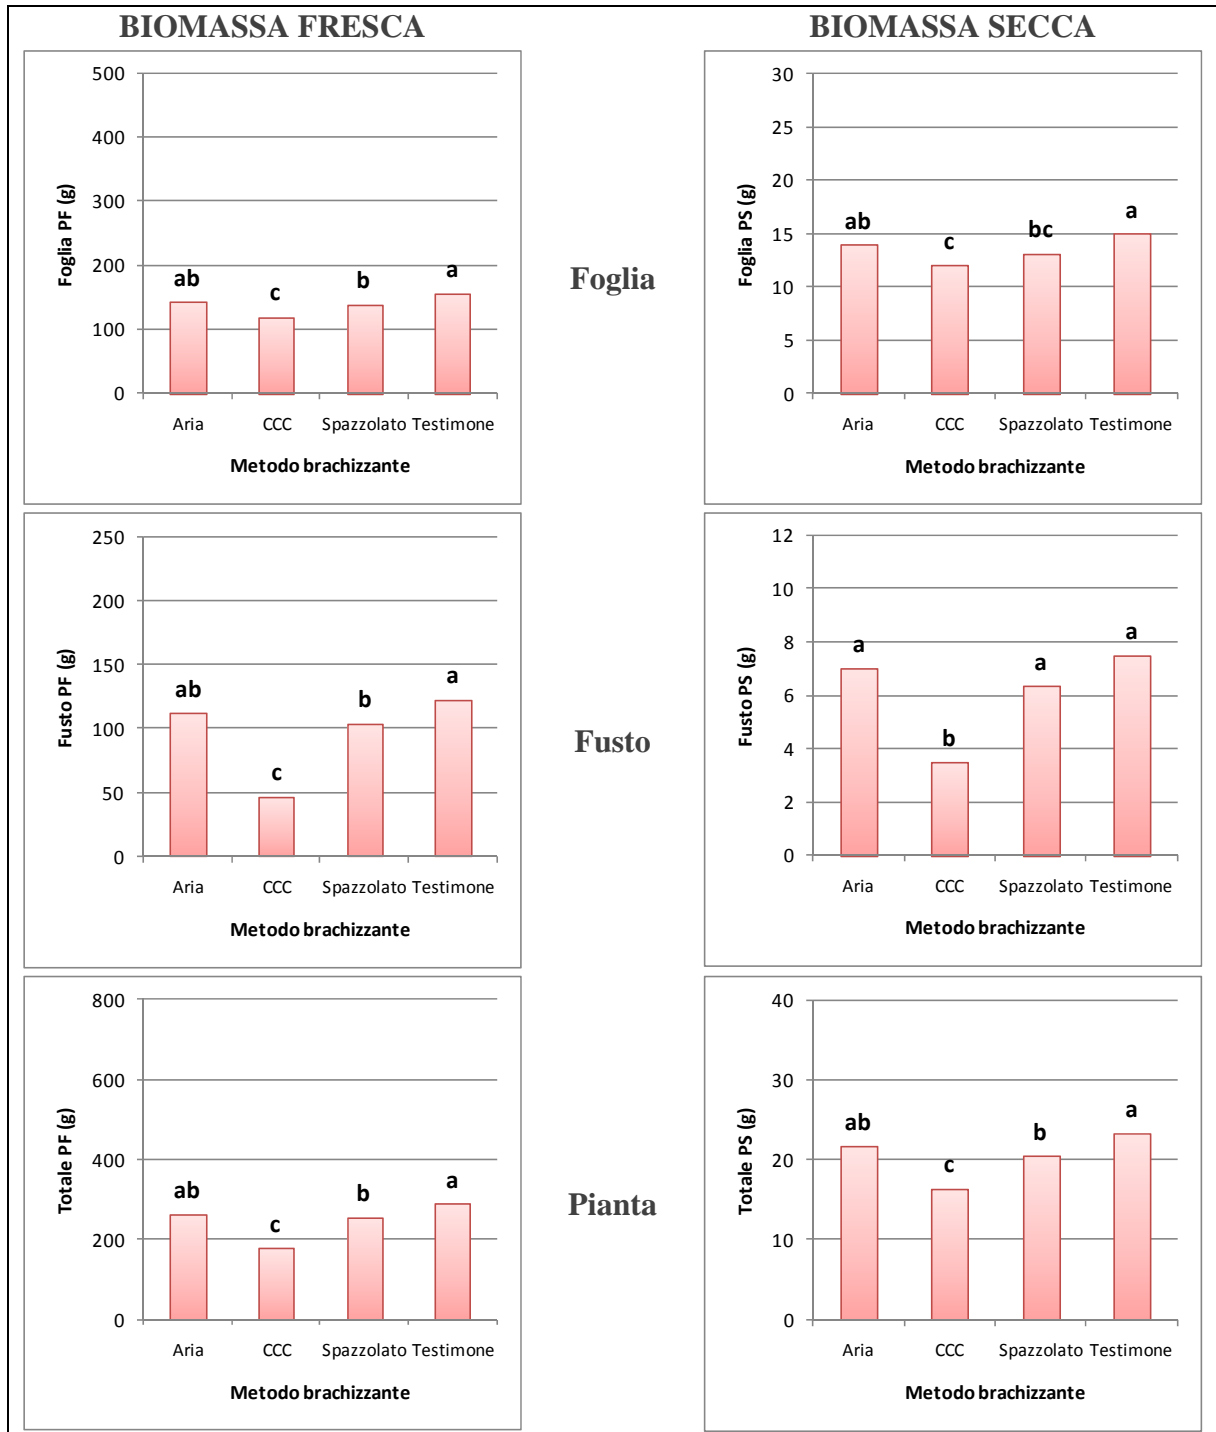 BIOMASSA FRESCA
BIOMASSA SECCA
500
400
300
200
100
0
Foglia PF (g)
ab
c
b
a
Aria CCC Spazzolato Testimone
Metodo brachizzante
Foglia
30
25
20
15
10
5
0
Foglia PS (g)
ab
c
bc
a
Aria CCC Spazzolato Testimone
Metodo brachizzante
250
200
150
100
50
0
Fusto PF (g)
ab
c
b
a
Aria CCC Spazzolato Testimone
Metodo brachizzante
Fusto
12
10
8
6
4
2
0
Fusto PS (g)
a
b
a
a
Aria CCC Spazzolato Testimone
Metodo brachizzante
800
600
400
200
0
Totale PF (g)
ab
c
b
a
Aria CCC Spazzolato Testimone
Metodo brachizzante
Pianta
40
30
20
10
0
Totale PS (g)
ab
c
b
a
Aria CCC Spazzolato Testimone
Metodo brachizzante